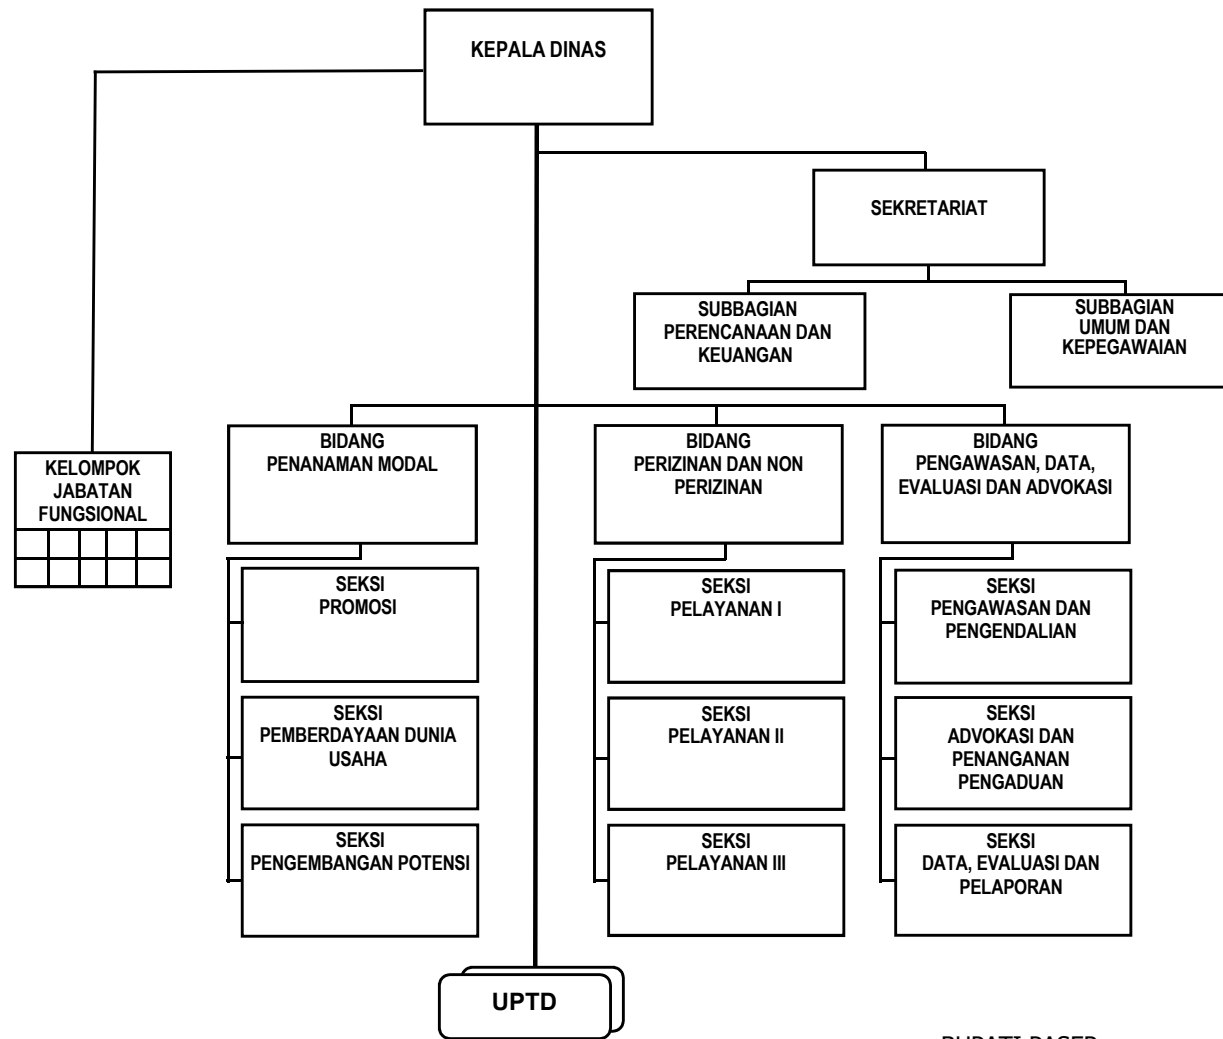 KEPALA DINAS
SEKRETARIAT
SUBBAGIAN
PERENCANAAN DAN
KEUANGAN
SUBBAGIAN
UMUM DAN
KEPEGAWAIAN
KELOMPOK
JABATAN
FUNGSIONAL
BIDANG
PENANAMAN MODAL
BIDANG
PERIZINAN DAN NON
PERIZINAN
BIDANG
PENGAWASAN, DATA,
EVALUASI DAN ADVOKASI
SEKSI
PROMOSI
SEKSI
PELAYANAN I
SEKSI
PENGAWASAN DAN
PENGENDALIAN
SEKSI
PEMBERDAYAAN DUNIA
USAHA
SEKSI
PELAYANAN II
SEKSI
ADVOKASI DAN
PENANGANAN
PENGADUAN
SEKSI
PENGEMBANGAN POTENSI
SEKSI
PELAYANAN III
SEKSI
DATA, EVALUASI DAN
PELAPORAN
UPTD
BUPATI PASER